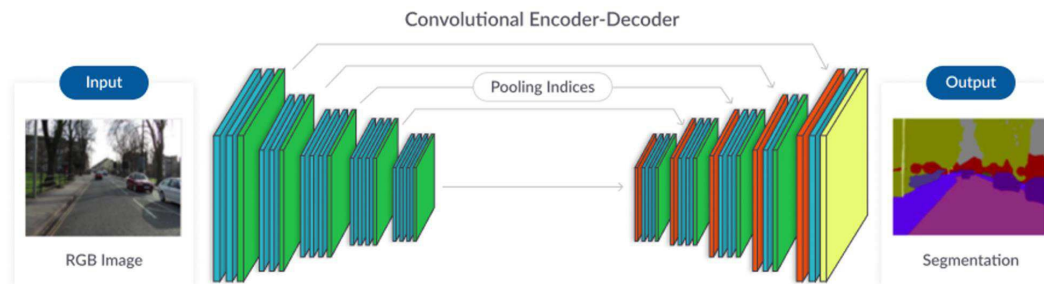 Convolutional Encoder-Decoder
Input
Pooling Indices
Output
RGB Image
Segmentation